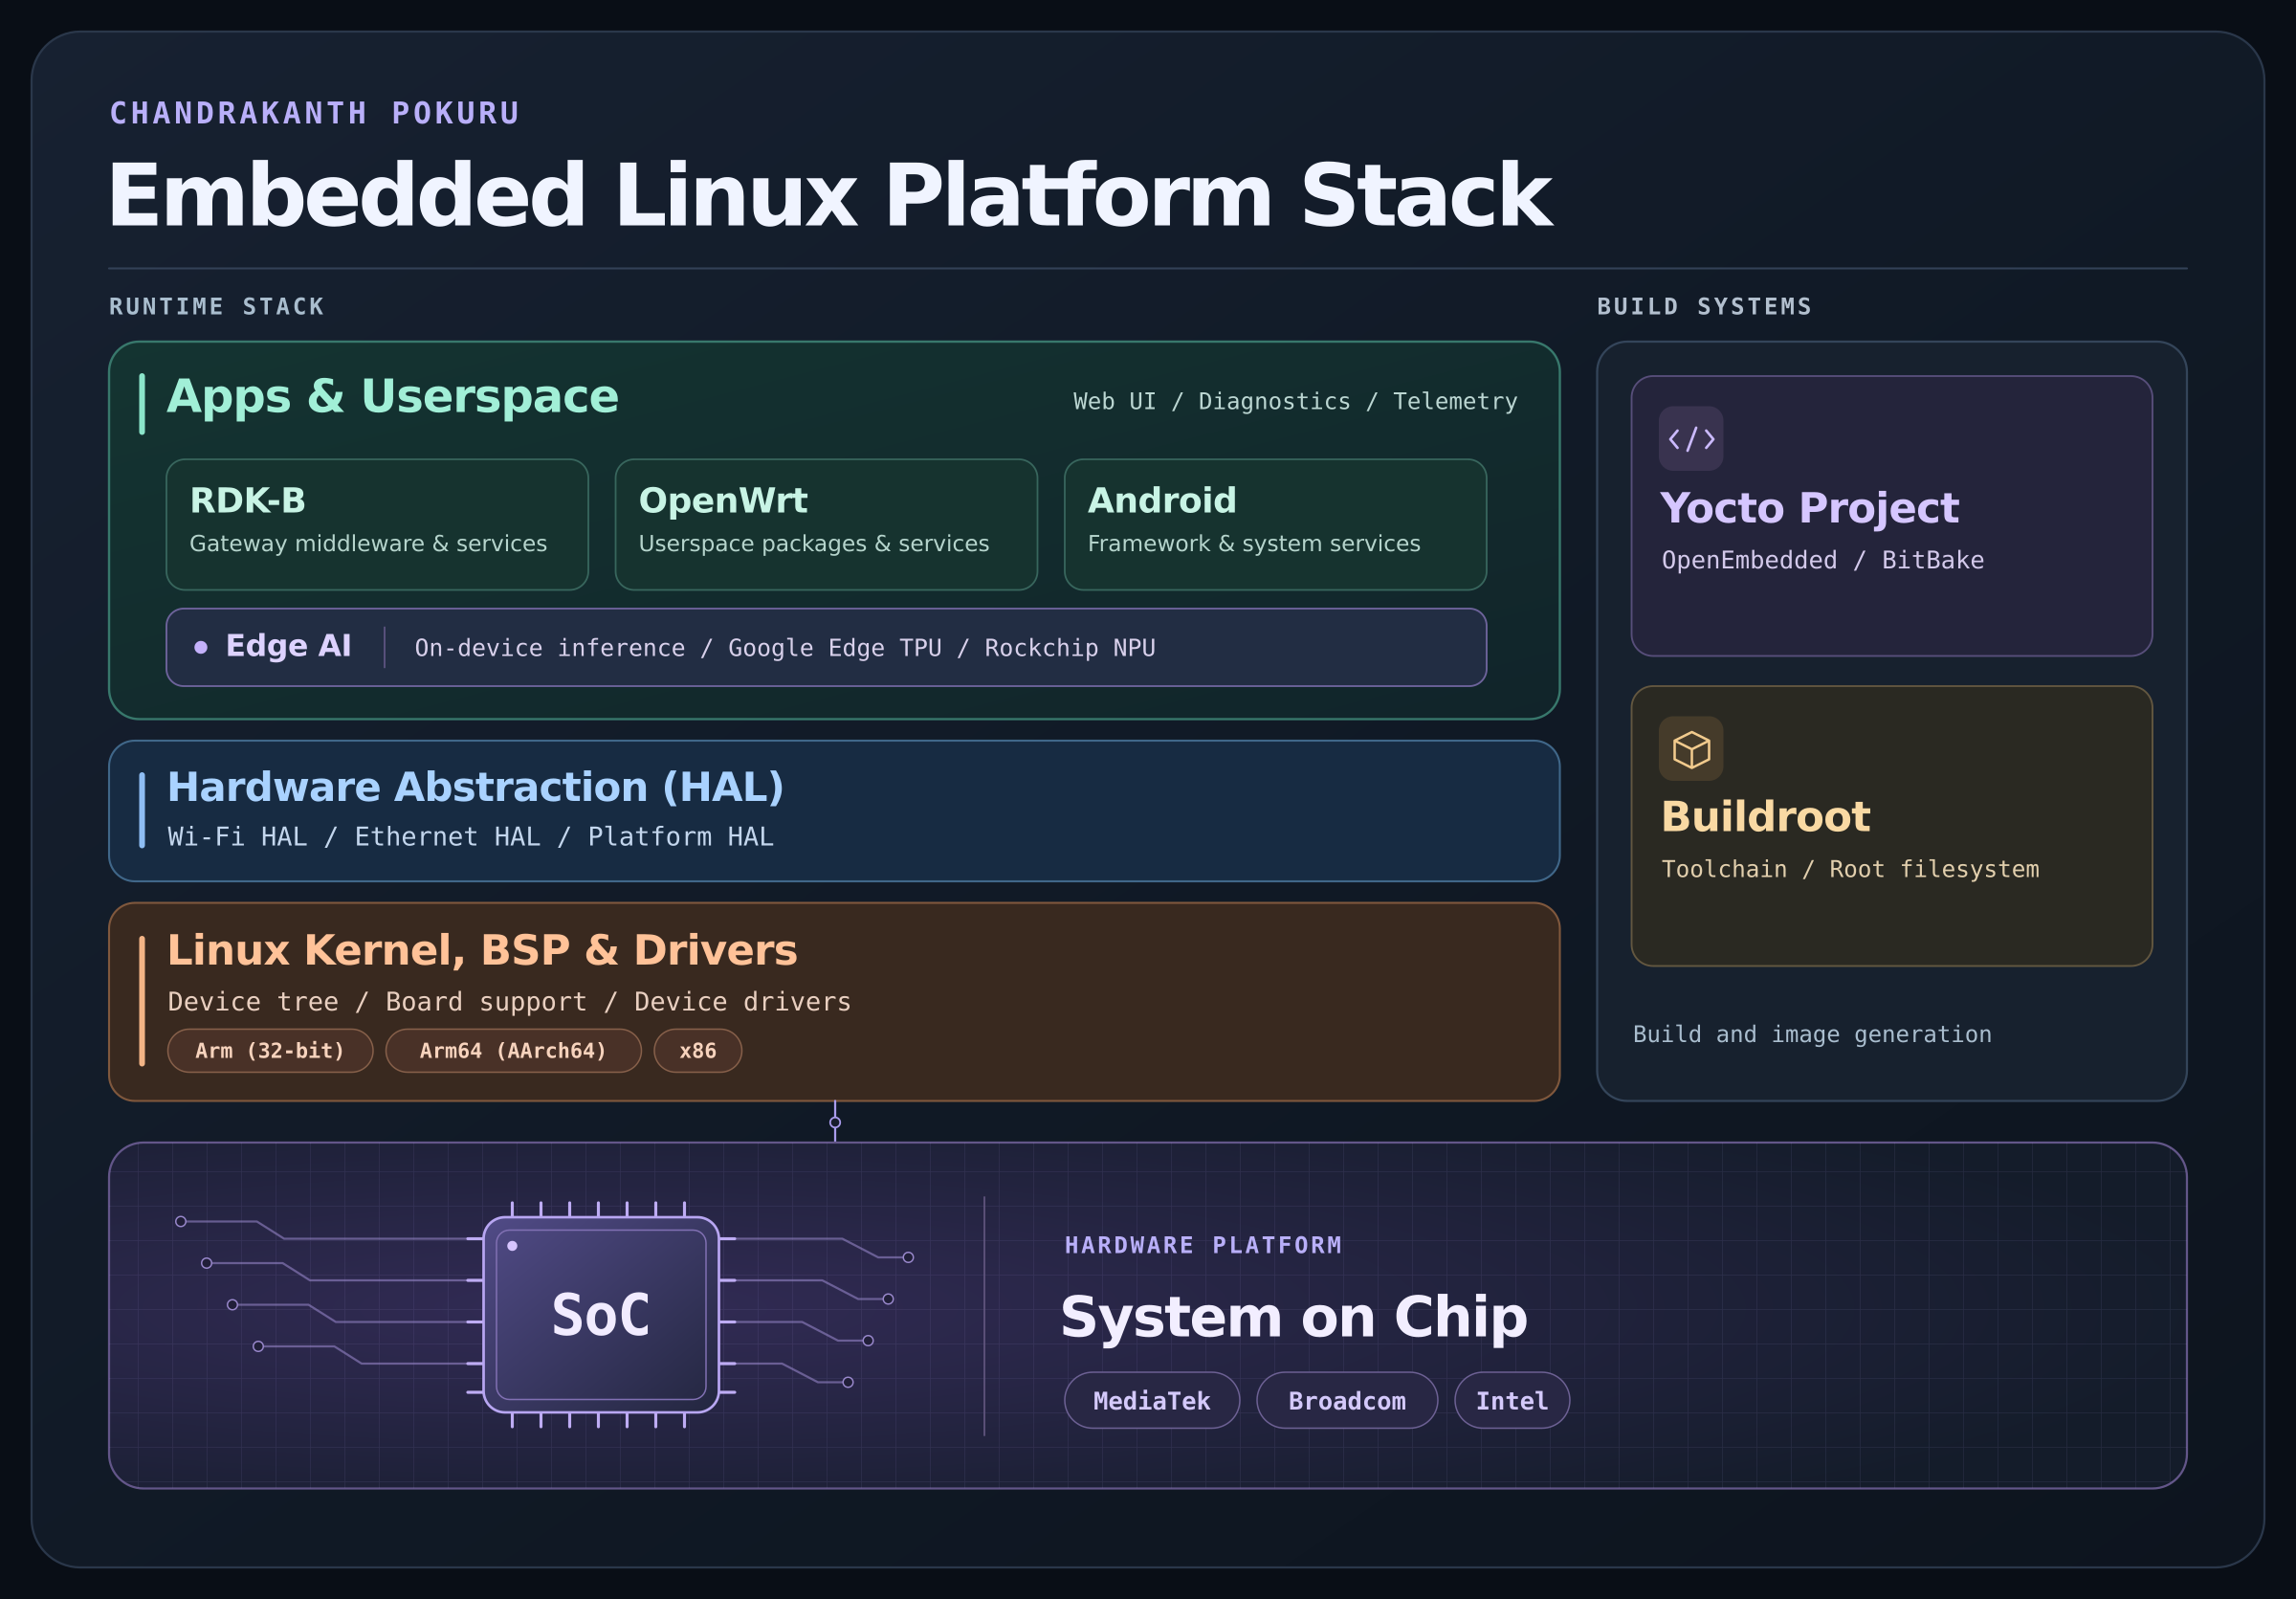 CHANDRAKANTH POKURU
Embedded Linux Platform Stack
RUNTIME STACK
Apps & Userspace
Web UI / Diagnostics / Telemetry
RDK-B
Gateway middleware & services
OpenWrt
Userspace packages & services
Android
Framework & system services
Edge AI
On-device inference / Google Edge TPU / Rockchip NPU
Hardware Abstraction (HAL)
Wi-Fi HAL / Ethernet HAL / Platform HAL
Linux Kernel, BSP & Drivers
Device tree / Board support / Device drivers
Arm (32-bit)
Arm64 (AArch64)
x86
BUILD SYSTEMS
</>
Yocto Project
OpenEmbedded / BitBake
Buildroot
Toolchain / Root filesystem
Build and image generation
SoC
HARDWARE PLATFORM
System on Chip
MediaTek
Broadcom
Intel